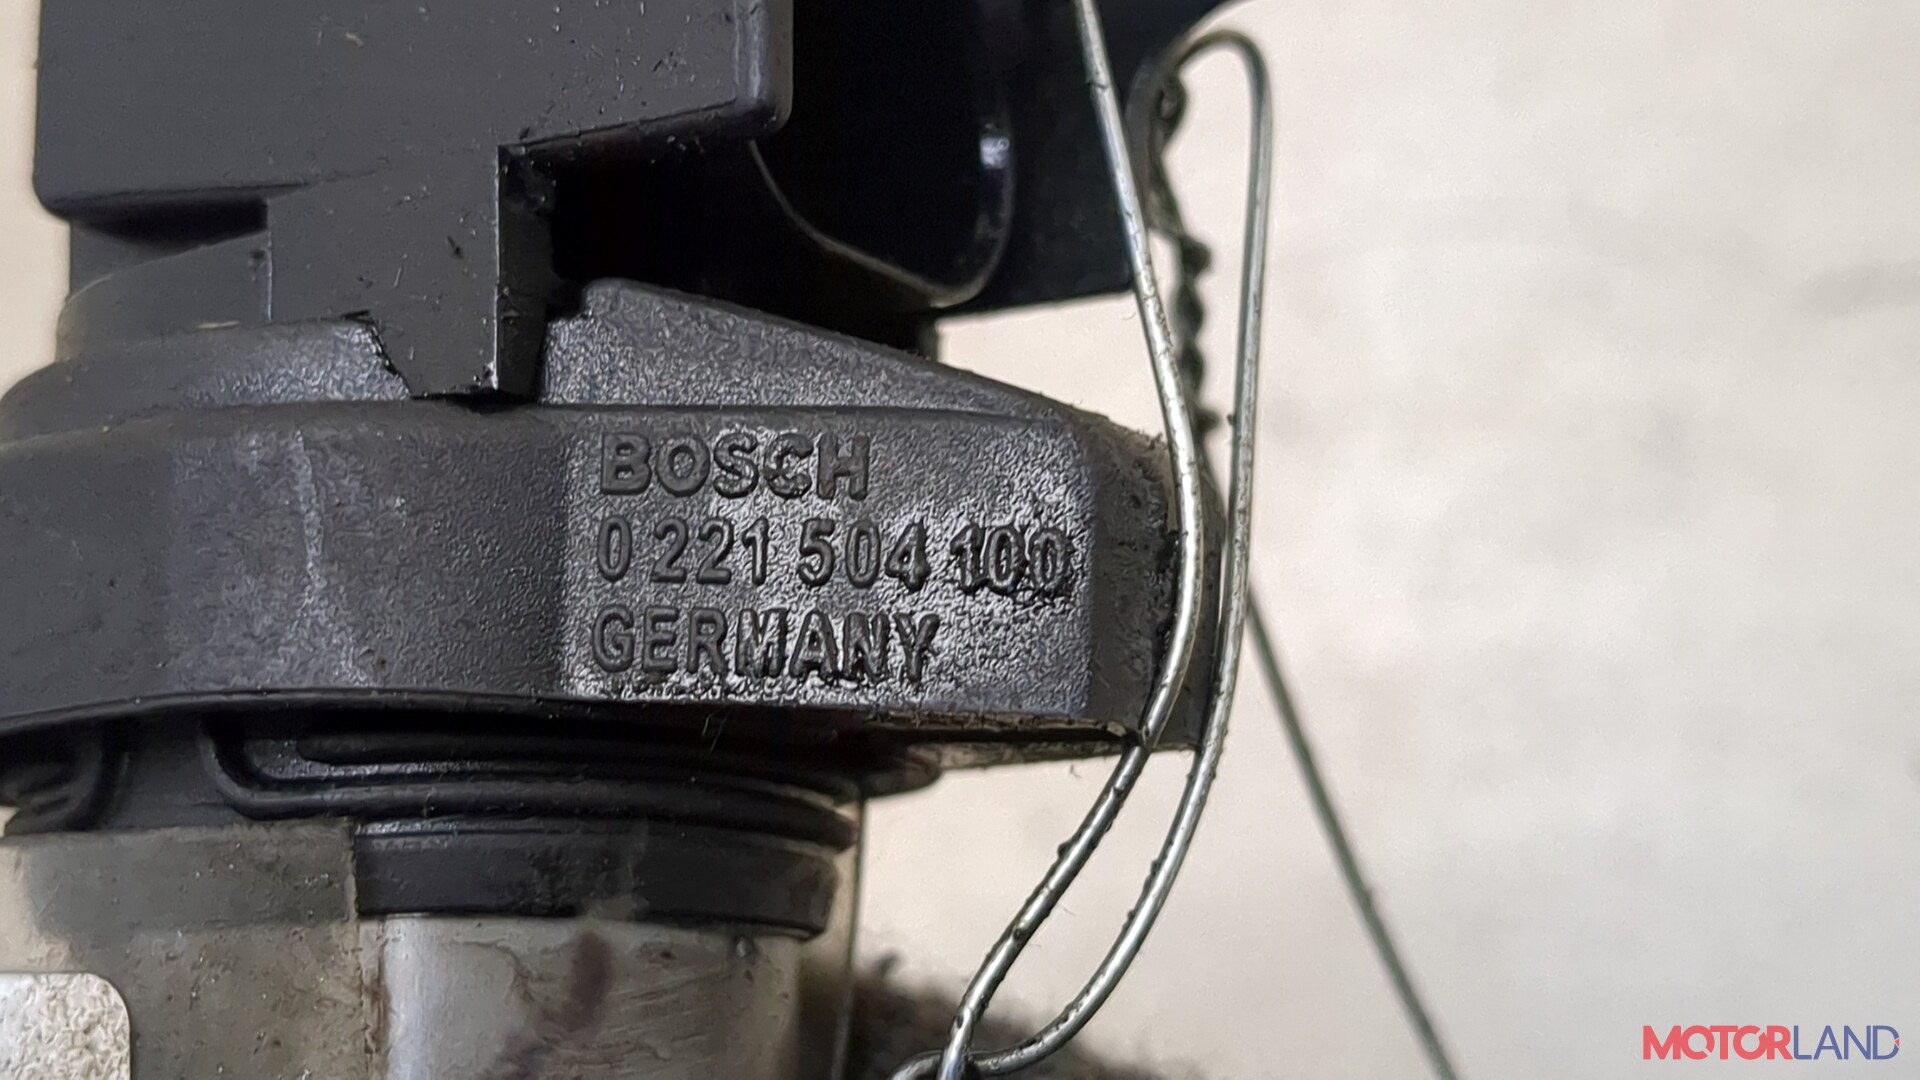 BOSCH
0 221 504 100
GERMANY
MOTORLAND